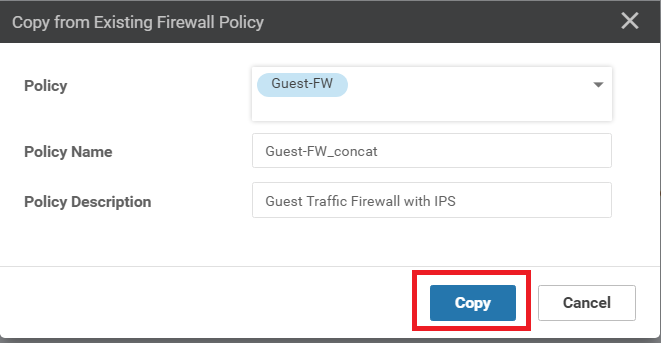 Copy from Existing Firewall Policy
Policy
Guest-FW
Policy Name
Guest-FW_concat
Policy Description
Guest Traffic Firewall with IPS
Copy
Cancel